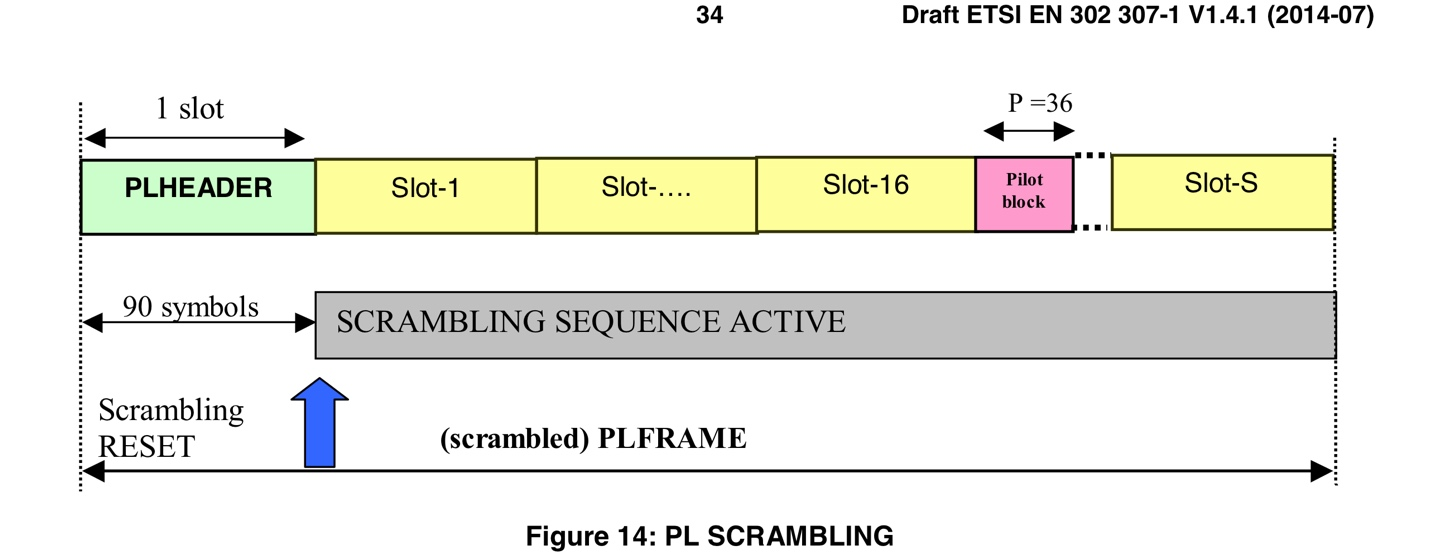 34 Draft ETSI EN 302 307-1 V1.4.1 (2014-07)
1 slot P =36
PLHEADER Slot-1 Slot-.... Slot-16 Pilot block Slot-S
90 symbols SCRAMBLING SEQUENCE ACTIVE
Scrambling
RESET
(scrambled) PLFRAME
Figure 14: PL SCRAMBLING